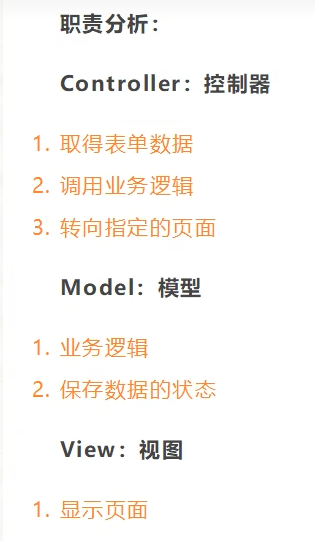 职责分析：
Controller：控制器
1. 取得表单数据
2. 调用业务逻辑
3. 转向指定的页面
Model：模型
1. 业务逻辑
2. 保存数据的状态
View：视图
1. 显示页面